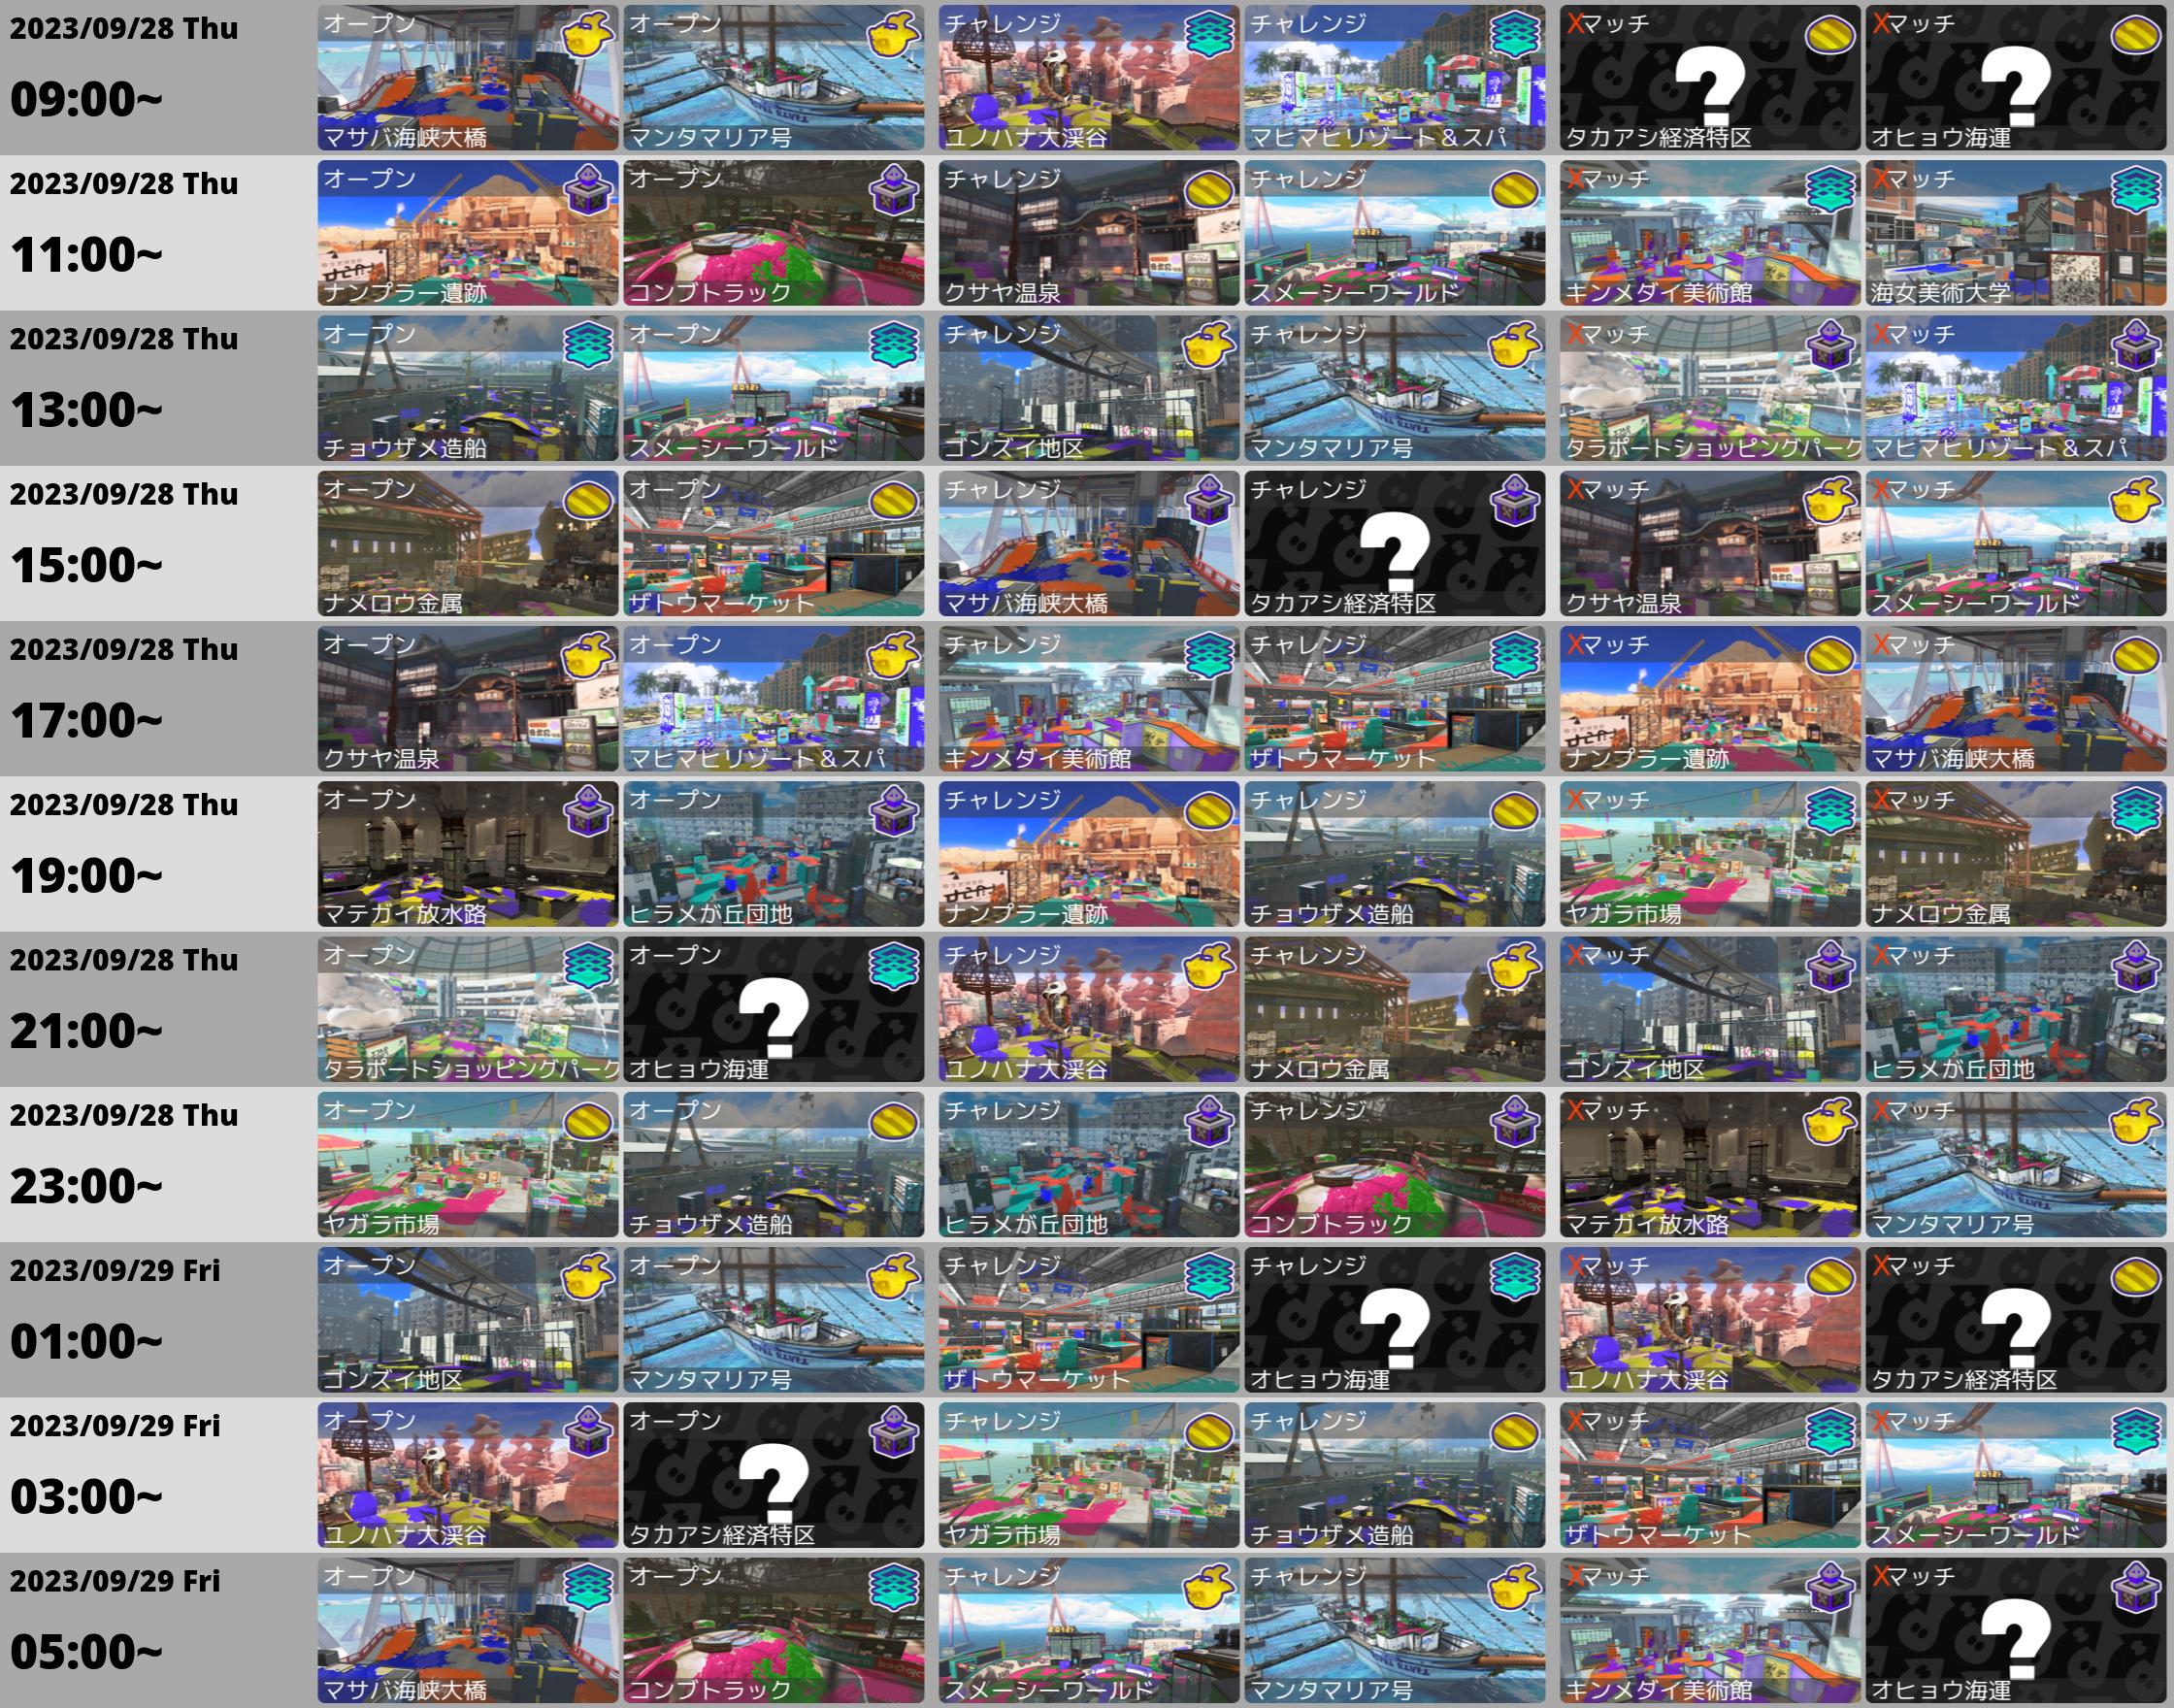 2023/09/28 Thu
09:00~
オープン
マサバ海峡大橋
オープン
マンタマリア号
チャレンジ
ユノハナ大渓谷
チャレンジ
マヒマヒリゾート＆スパ
Xマッチ
タカアシ経済特区
Xマッチ
オヒョウ海運
2023/09/28 Thu
11:00~
オープン
ナンプラー遺跡
オープン
コンブトラック
チャレンジ
クサヤ温泉
チャレンジ
スメーシーワールド
Xマッチ
キンメダイ美術館
Xマッチ
海女美術大学
2023/09/28 Thu
13:00~
オープン
チョウザメ造船
オープン
スメーシーワールド
チャレンジ
ゴンズイ地区
チャレンジ
マンタマリア号
Xマッチ
タラポートショッピングパーク
Xマッチ
マヒマヒリゾート＆スパ
2023/09/28 Thu
15:00~
オープン
ナメロウ金属
オープン
ザトウマーケット
チャレンジ
マサバ海峡大橋
チャレンジ
タカアシ経済特区
Xマッチ
クサヤ温泉
Xマッチ
スメーシーワールド
2023/09/28 Thu
17:00~
オープン
クサヤ温泉
オープン
マヒマヒリゾート＆スパ
チャレンジ
キンメダイ美術館
チャレンジ
ザトウマーケット
Xマッチ
ナンプラー遺跡
Xマッチ
マサバ海峡大橋
2023/09/28 Thu
19:00~
オープン
マテガイ放水路
オープン
ヒラメが丘団地
チャレンジ
ナンプラー遺跡
チャレンジ
チョウザメ造船
Xマッチ
ヤガラ市場
Xマッチ
ナメロウ金属
2023/09/28 Thu
21:00~
オープン
タラポートショッピングパーク
オープン
オヒョウ海運
チャレンジ
ユノハナ大渓谷
チャレンジ
ナメロウ金属
Xマッチ
ゴンズイ地区
Xマッチ
ヒラメが丘団地
2023/09/28 Thu
23:00~
オープン
ヤガラ市場
オープン
チョウザメ造船
チャレンジ
ヒラメが丘団地
チャレンジ
コンブトラック
Xマッチ
マテガイ放水路
Xマッチ
マンタマリア号
2023/09/29 Fri
01:00~
オープン
ゴンズイ地区
オープン
マンタマリア号
チャレンジ
ザトウマーケット
チャレンジ
オヒョウ海運
Xマッチ
ユノハナ大渓谷
Xマッチ
タカアシ経済特区
2023/09/29 Fri
03:00~
オープン
ユノハナ大渓谷
オープン
タカアシ経済特区
チャレンジ
ヤガラ市場
チャレンジ
チョウザメ造船
Xマッチ
ザトウマーケット
Xマッチ
スメーシーワールド
2023/09/29 Fri
05:00~
オープン
マサバ海峡大橋
オープン
コンブトラック
チャレンジ
スメーシーワールド
チャレンジ
マンタマリア号
Xマッチ
キンメダイ美術館
Xマッチ
オヒョウ海運